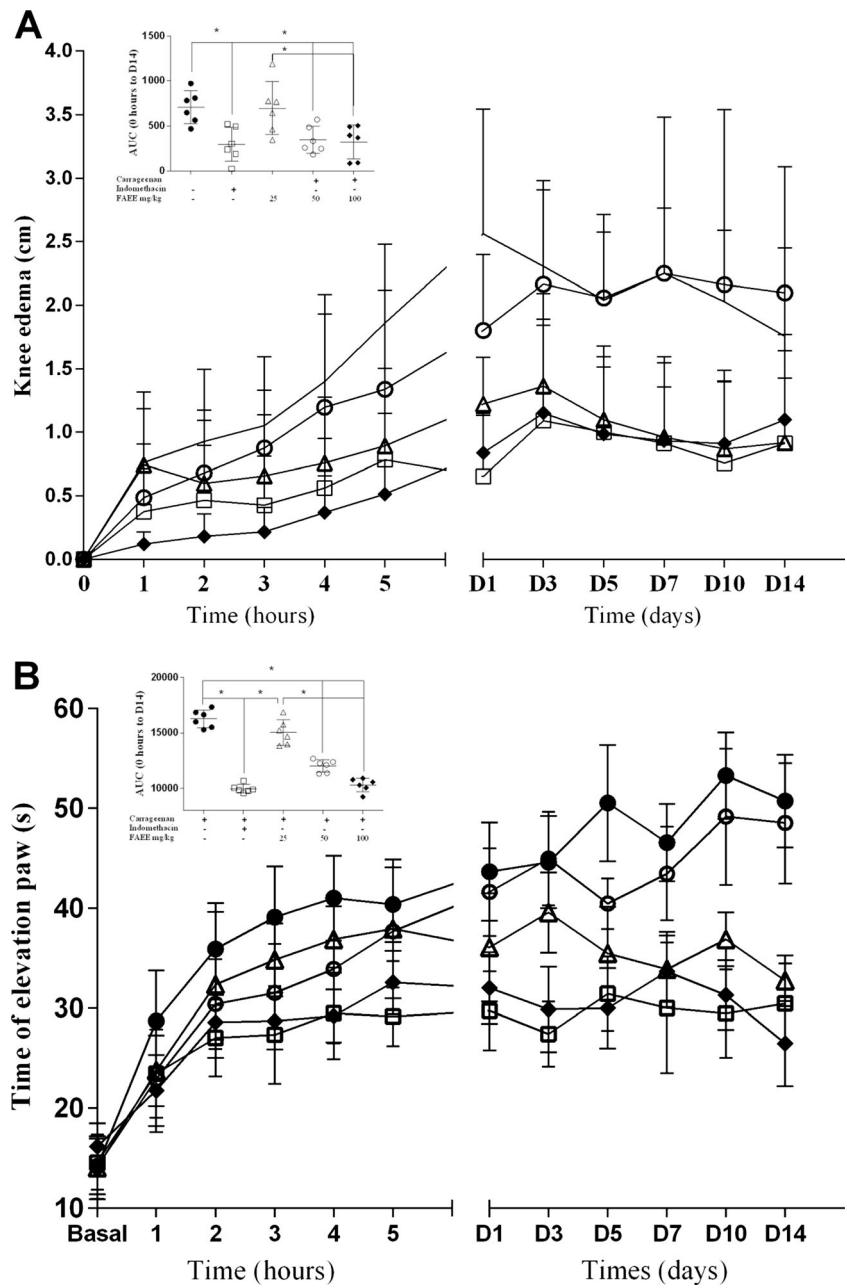 A
* *
*
1500
1000
500
0
AUC (0 hours to D14)
Carrageenan - - + +
Indomethacin - + - -
FAEE mg/kg - - 25 50 100
4.0
3.5
3.0
2.5
2.0
1.5
1.0
0.5
0.0
Knee edema (cm)
0 1 2 3 4 5 D1 D3 D5 D7 D10 D14
Time (hours) Time (days)
B
*
* * *
20000
15000
10000
AUC (0 hours to D14)
Carrageenan + + + + +
Indomethacin - + - - -
FAEE mg/kg - - 25 50 100
60
50
40
30
20
10
Time of elevation paw (s)
Basal 1 2 3 4 5 D1 D3 D5 D7 D10 D14
Time (hours) Times (days)